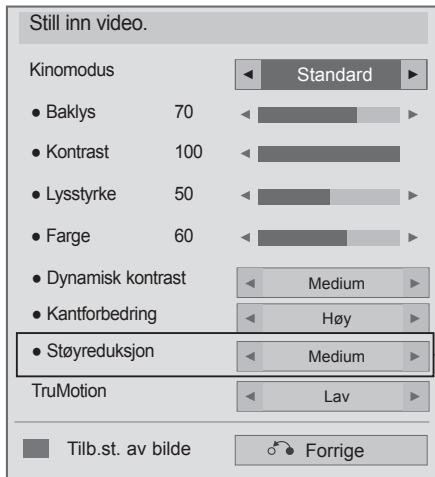 Still inn video.
Kinomodus ◄ Standard ►
● Baklys 70 ◄ ►
● Kontrast 100 ◄ ►
● Lysstyrke 50 ◄ ►
● Farge 60 ◄ ►
● Dynamisk kontrast ◄ Medium ►
● Kantforbedring ◄ Høy ►
● Støyreduksjon ◄ Medium ►
TruMotion ◄ Lav ►
Tilb.st. av bilde Forrige